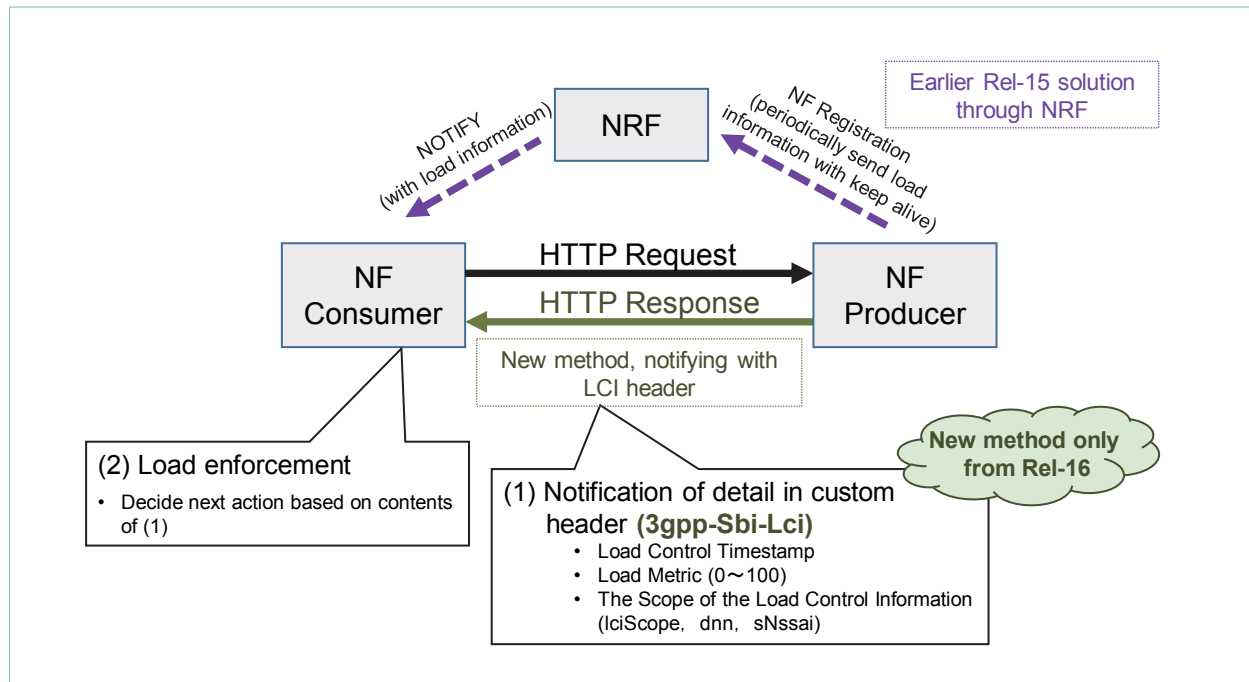 Earlier Rel-15 solution
through NRF
NRF
NOTIFY
(with load information)
NF Registration
(periodically send load
information with keep alive)
NF
Consumer
HTTP Request
HTTP Response
NF
Producer
New method, notifying with
LCI header
New method only
from Rel-16
(2) Load enforcement
• Decide next action based on contents
of (1)
(1) Notification of detail in custom
header (3gpp-Sbi-Lci)
• Load Control Timestamp
• Load Metric (0～100)
• The Scope of the Load Control Information
(lciScope, dnn, sNssai)